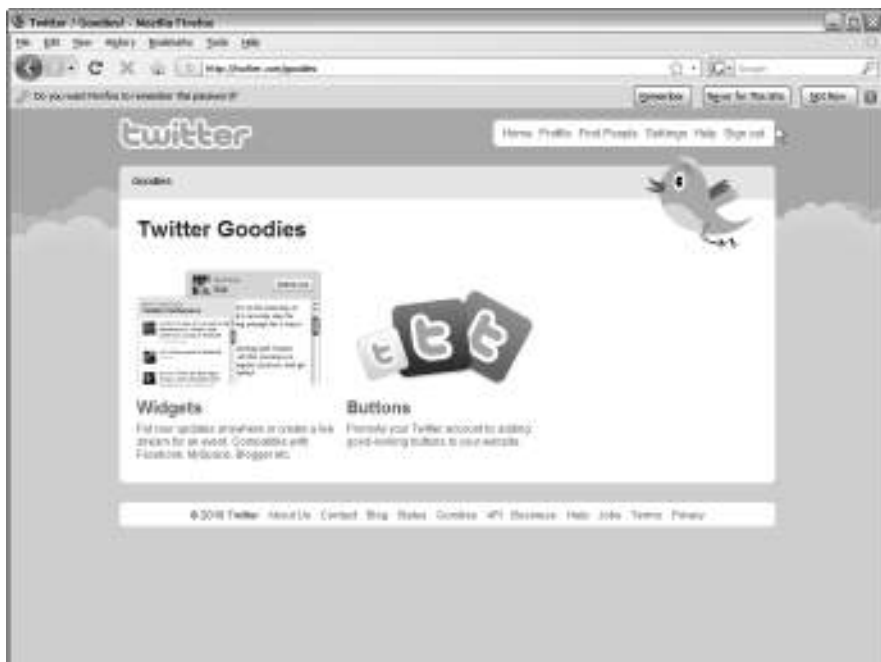 Twitter / Goodies! - Mozilla Firefox
File Edit View History Bookmarks Tools Help
http://twitter.com/goodies
Google
Do you want Firefox to remember this password?
Remember Never for This Site Not Now
twitter
Home Profile Find People Settings Help Sign out
Goodies
Twitter Goodies
Widgets
Put your updates anywhere or create a live
stream for an event. Compatible with
Facebook, MySpace, Blogger etc.
Buttons
Promote your Twitter account by adding
good-looking buttons to your website.
t t t
© 2010 Twitter About Us Contact Blog Status Goodies API Business Help Jobs Terms Privacy